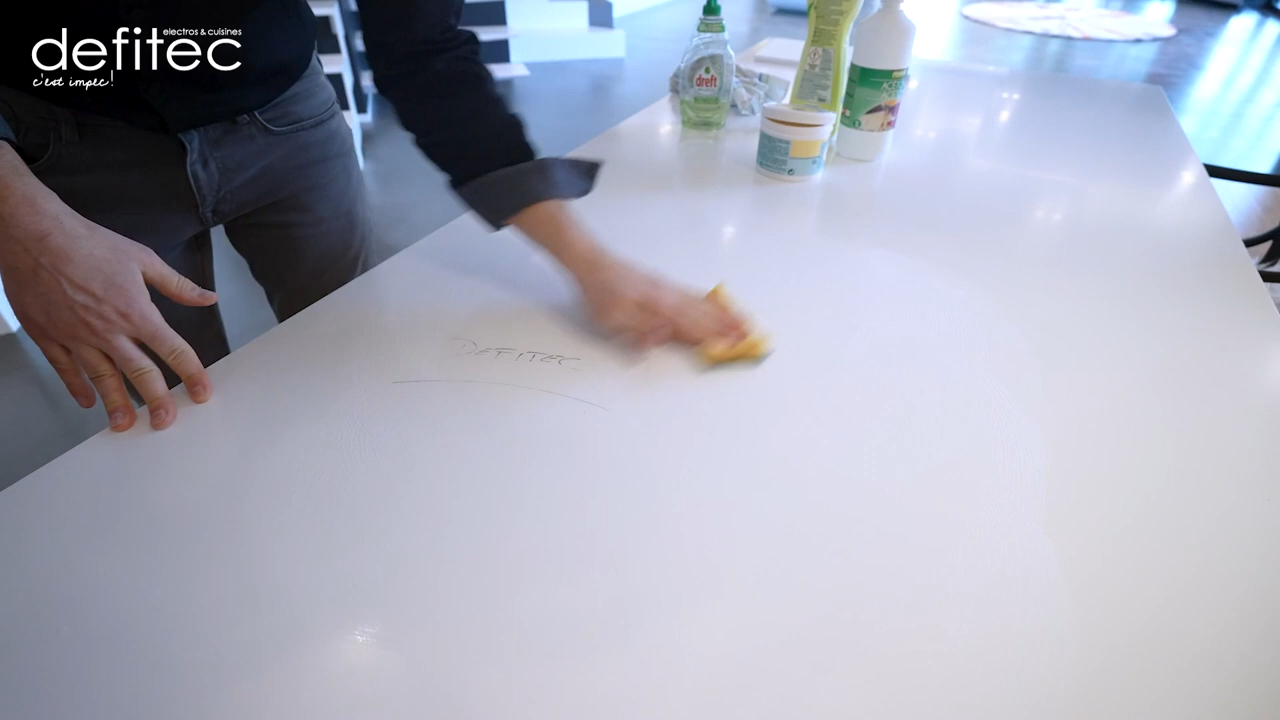 electros & cuisines
defitec
c'est impec!
dreft
DEFITEC